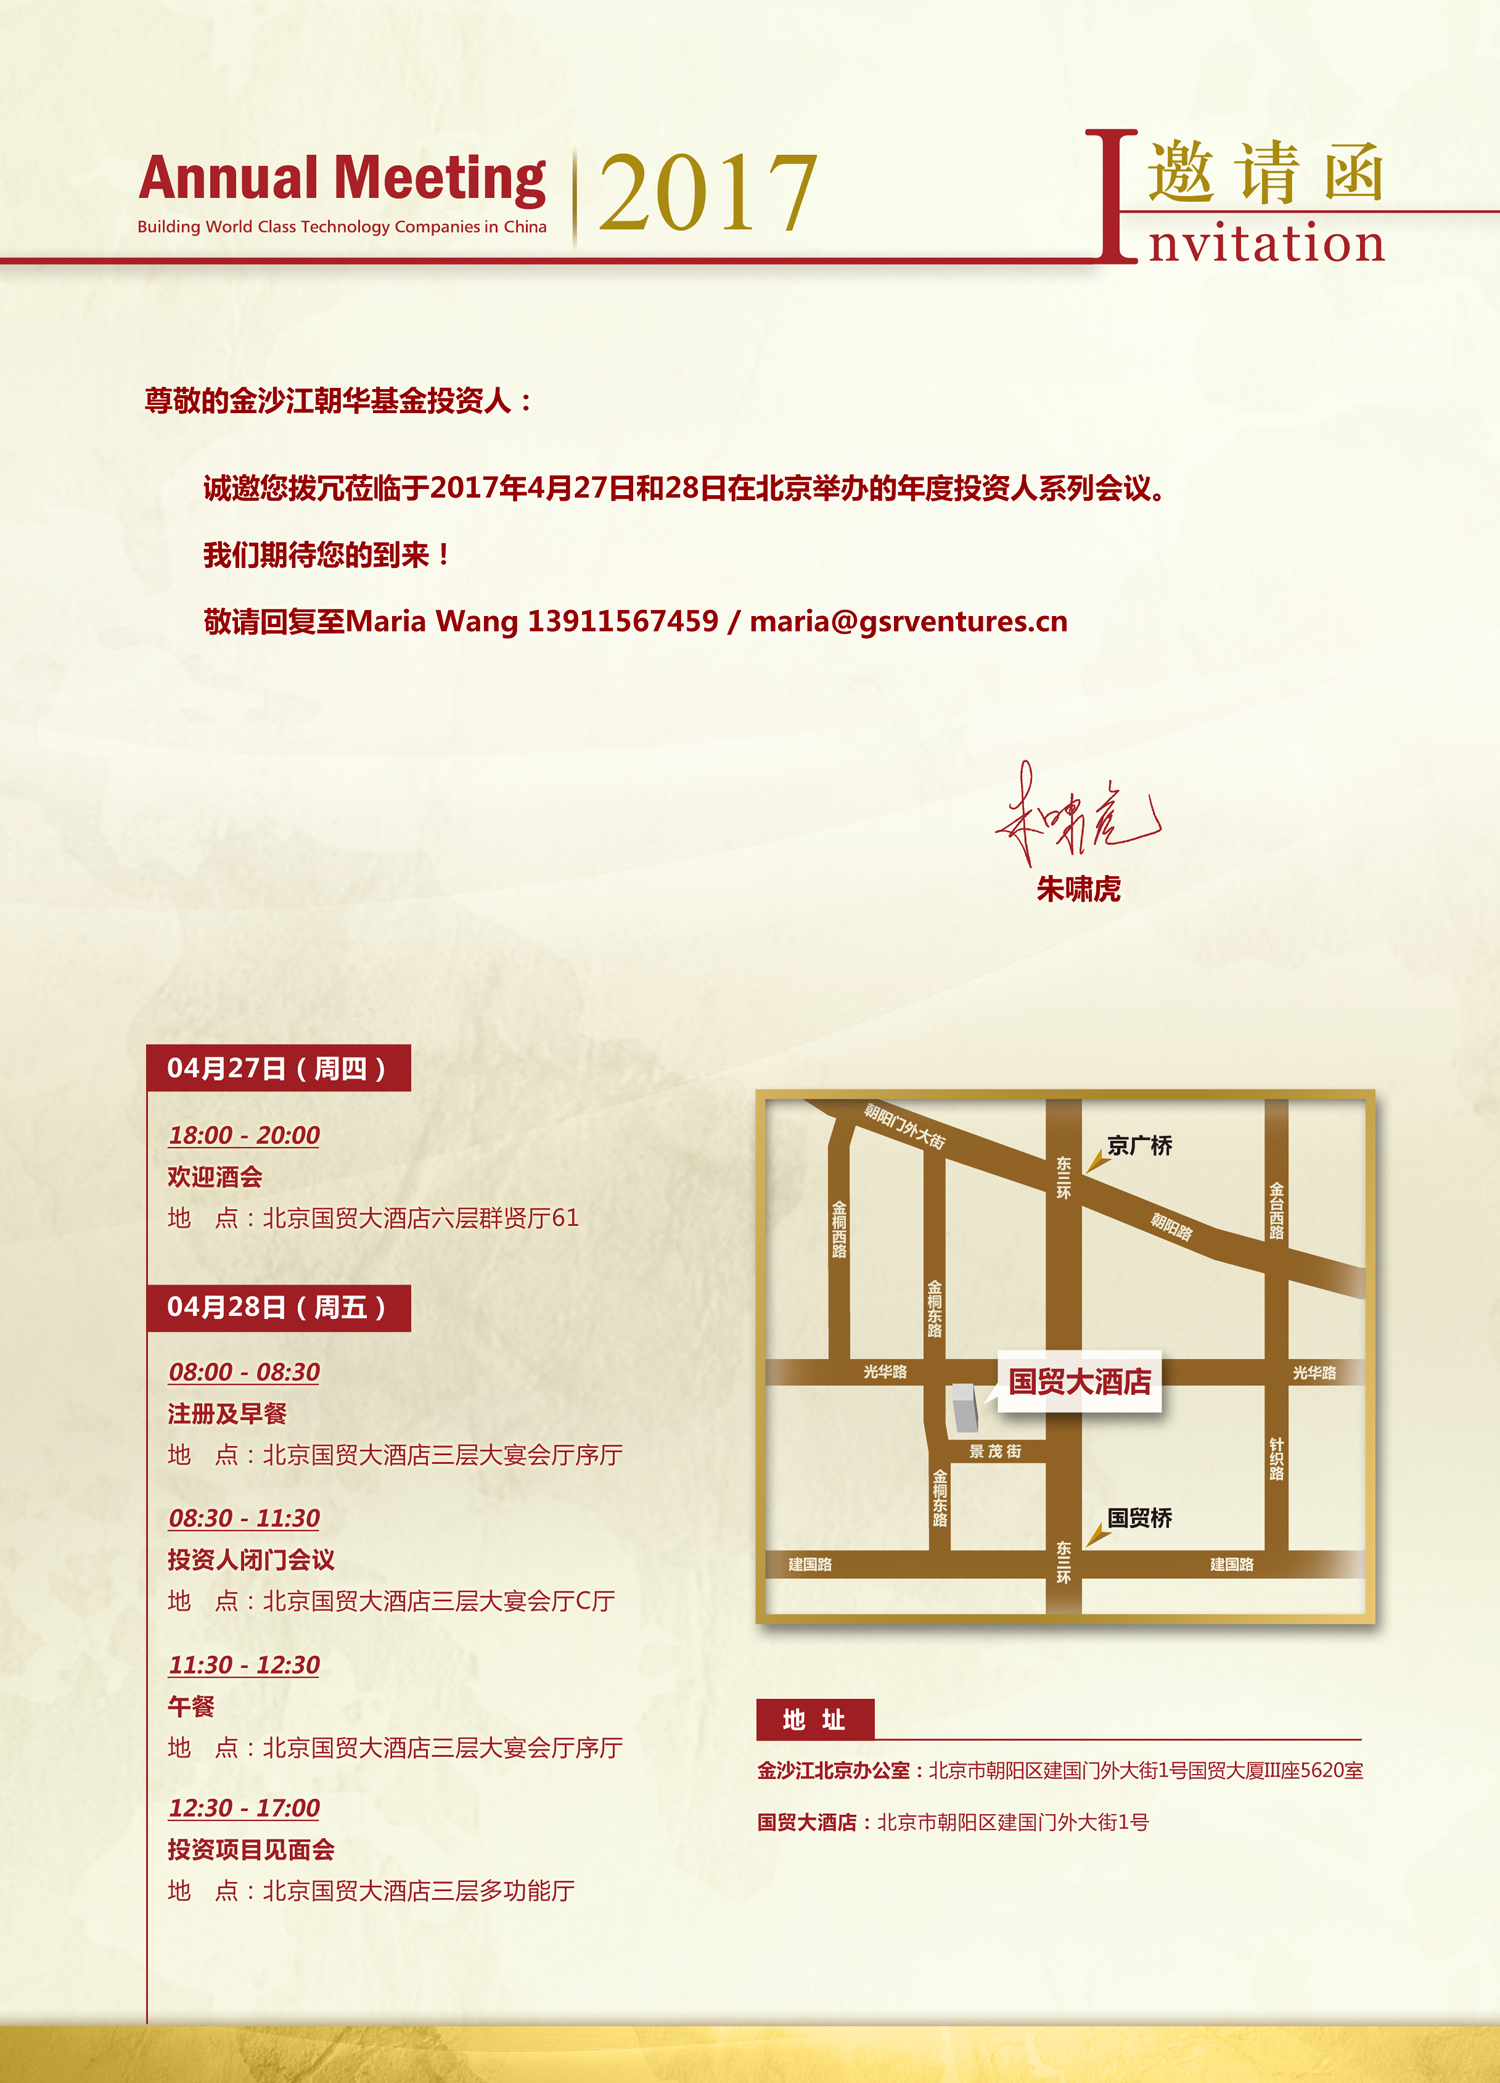 Annual Meeting
Building World Class Technology Companies in China
2017
邀请函
Invitation
尊敬的金沙江朝华基金投资人：
诚邀您拨冗莅临于2017年4月27日和28日在北京举办的年度投资人系列会议。
我们期待您的到来！
敬请回复至Maria Wang 13911567459 / maria@gsrventures.cn
朱啸虎
朱啸虎
04月27日（周四）
18:00 - 20:00
欢迎酒会
地 点：北京国贸大酒店六层群贤厅61
04月28日（周五）
08:00 - 08:30
注册及早餐
地 点：北京国贸大酒店三层大宴会厅序厅
08:30 - 11:30
投资人闭门会议
地 点：北京国贸大酒店三层大宴会厅C厅
11:30 - 12:30
午餐
地 点：北京国贸大酒店三层大宴会厅序厅
12:30 - 17:00
投资项目见面会
地 点：北京国贸大酒店三层多功能厅
朝阳门外大街
东三环
京广桥
金桐西路
朝阳路
金台西路
金桐东路
光华路
国贸大酒店
光华路
景茂街
针织路
金桐东路
国贸桥
建国路
东三环
建国路
地 址
金沙江北京办公室：北京市朝阳区建国门外大街1号国贸大厦III座5620室
国贸大酒店：北京市朝阳区建国门外大街1号